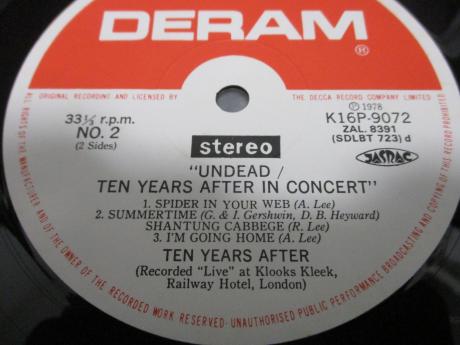 DERAM
®
ORIGINAL RECORDING AND LICENSED BY
THE DECCA RECORD COMPANY LIMITED
℗ 1978
33⅓ r.p.m.
NO. 2
(2 Sides)
K16P-9072
ZAL. 8391
(SDLBT 723) d
JASRAC
stereo
"UNDEAD /
TEN YEARS AFTER IN CONCERT"
1. SPIDER IN YOUR WEB (A. Lee)
2. SUMMERTIME (G. & I. Gershwin, D. B. Heyward)
SHANTUNG CABBEGE (R. Lee)
3. I'M GOING HOME (A. Lee)
TEN YEARS AFTER
(Recorded "Live" at Klooks Kleek,
Railway Hotel, London)
ALL RIGHTS OF THE MANUFACTURER AND OF THE OWNER OF THE RECORDED WORK RESERVED· UNAUTHORISED PUBLIC PERFORMANCE BROADCASTING AND COPYING OF THIS RECORD PROHIBITED